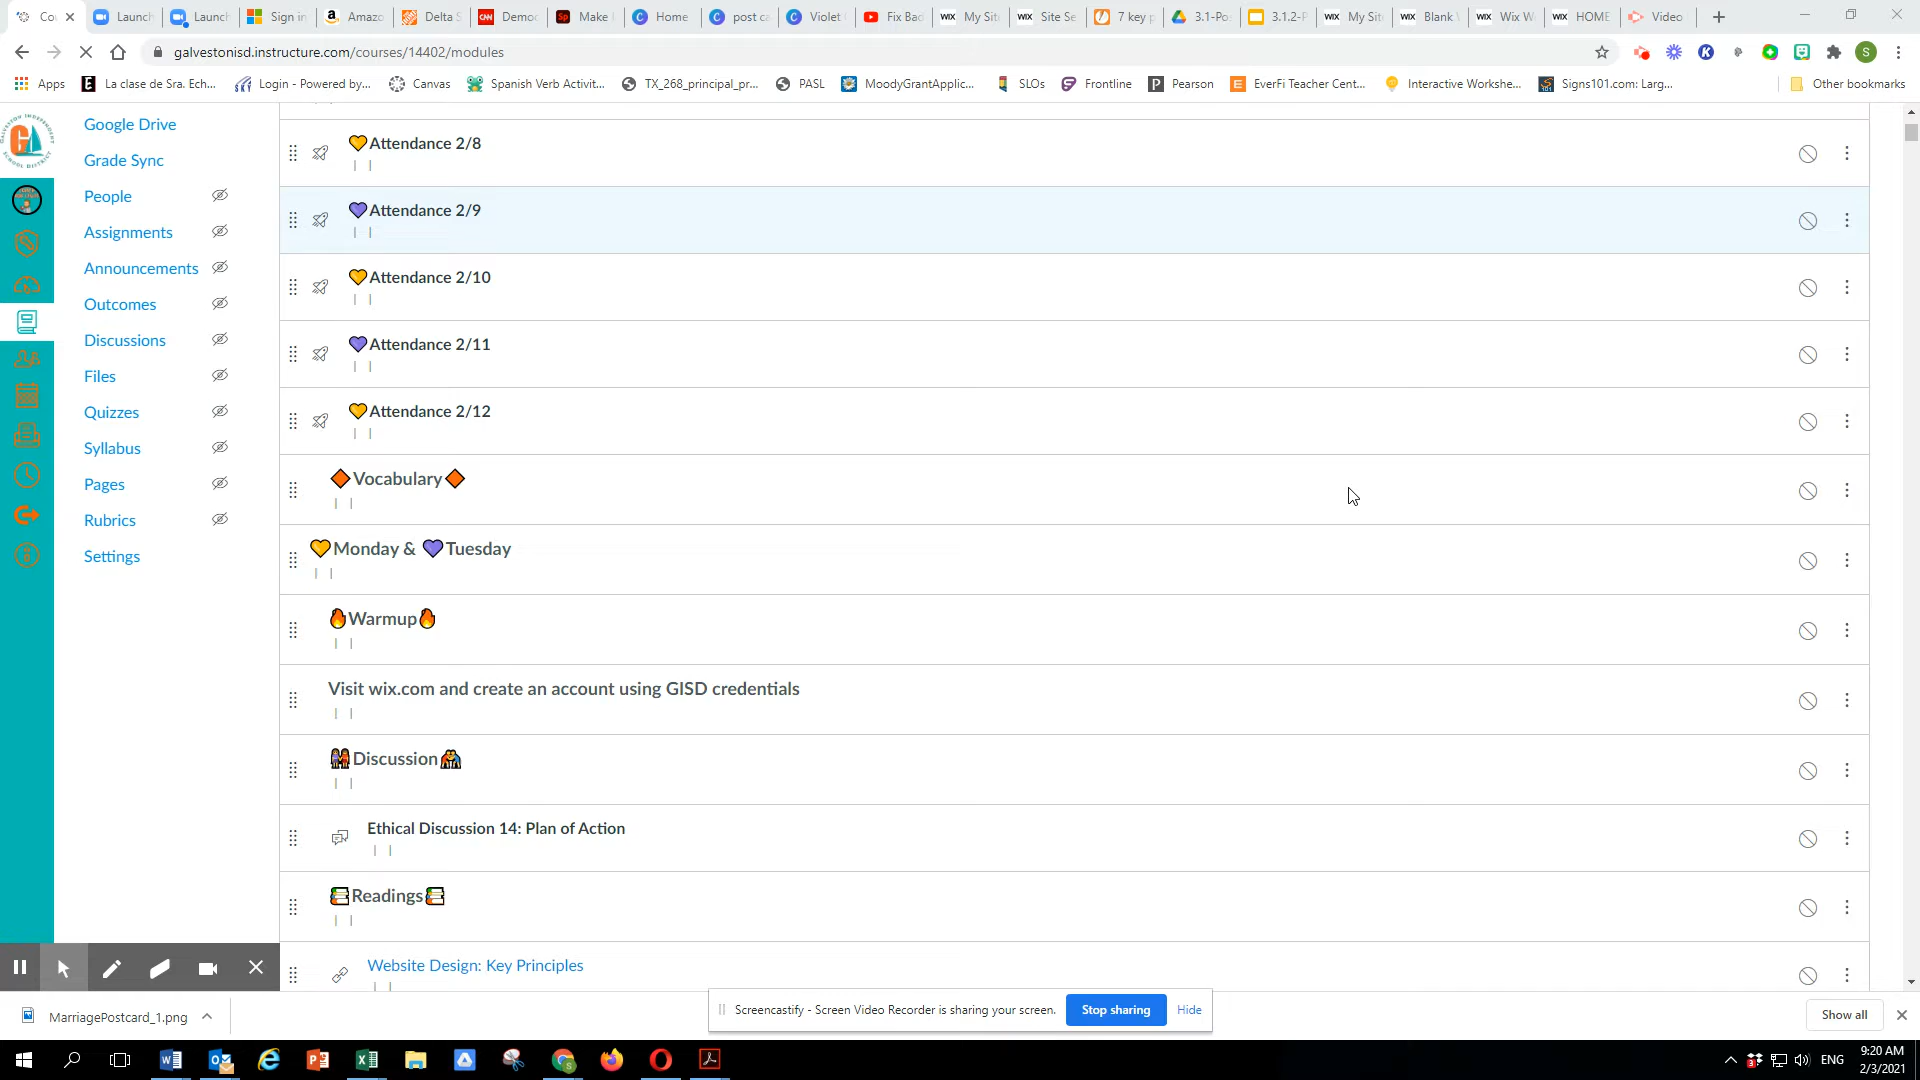 Co
Launch
Launch
Sign in
Amazo
Delta S
Democ
Make
Home
post ca
Violet
Fix Bad
My Sit
Site Se
7 key p
3.1-Po
3.1.2-P
My Sit
Blank
Wix W
HOME
Video
galvestonisd.instructure.com/courses/14402/modules
Apps
La clase de Sra. Ech...
Login - Powered by...
Canvas
Spanish Verb Activit...
TX_268_principal_pr...
PASL
MoodyGrantApplic...
SLOs
Frontline
Pearson
EverFi Teacher Cent...
Interactive Workshe...
Signs101.com: Larg...
Other bookmarks
Google Drive
Grade Sync
People
Assignments
Announcements
Outcomes
Discussions
Files
Quizzes
Syllabus
Pages
Rubrics
Settings
Attendance 2/8
Attendance 2/9
Attendance 2/10
Attendance 2/11
Attendance 2/12
Vocabulary
Monday & Tuesday
Warmup
Visit wix.com and create an account using GISD credentials
Discussion
Ethical Discussion 14: Plan of Action
Readings
Website Design: Key Principles
MarriagePostcard_1.png
Screencastify - Screen Video Recorder is sharing your screen.
Stop sharing
Hide
Show all
ENG
9:20 AM
2/3/2021